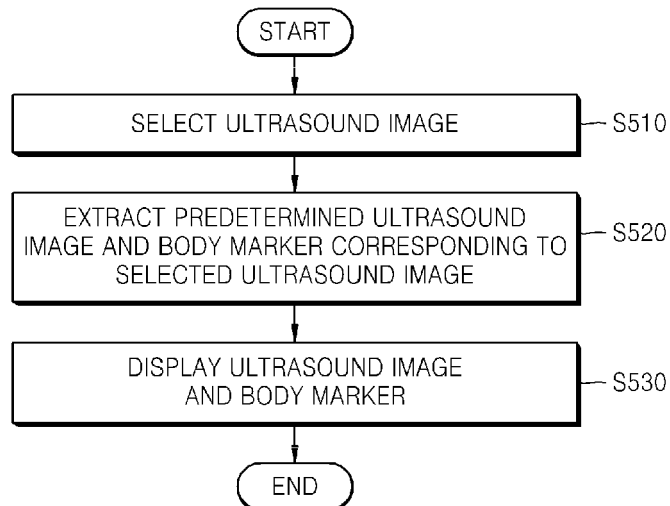 START
SELECT ULTRASOUND IMAGE
S510
EXTRACT PREDETERMINED ULTRASOUND
IMAGE AND BODY MARKER CORRESPONDING TO
SELECTED ULTRASOUND IMAGE
S520
DISPLAY ULTRASOUND IMAGE
AND BODY MARKER
S530
END